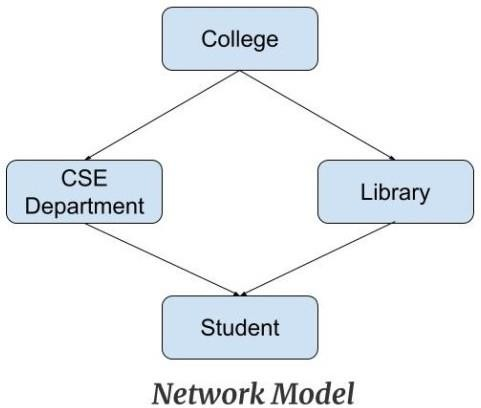 College
CSE
Department
Library
Student
Network Model